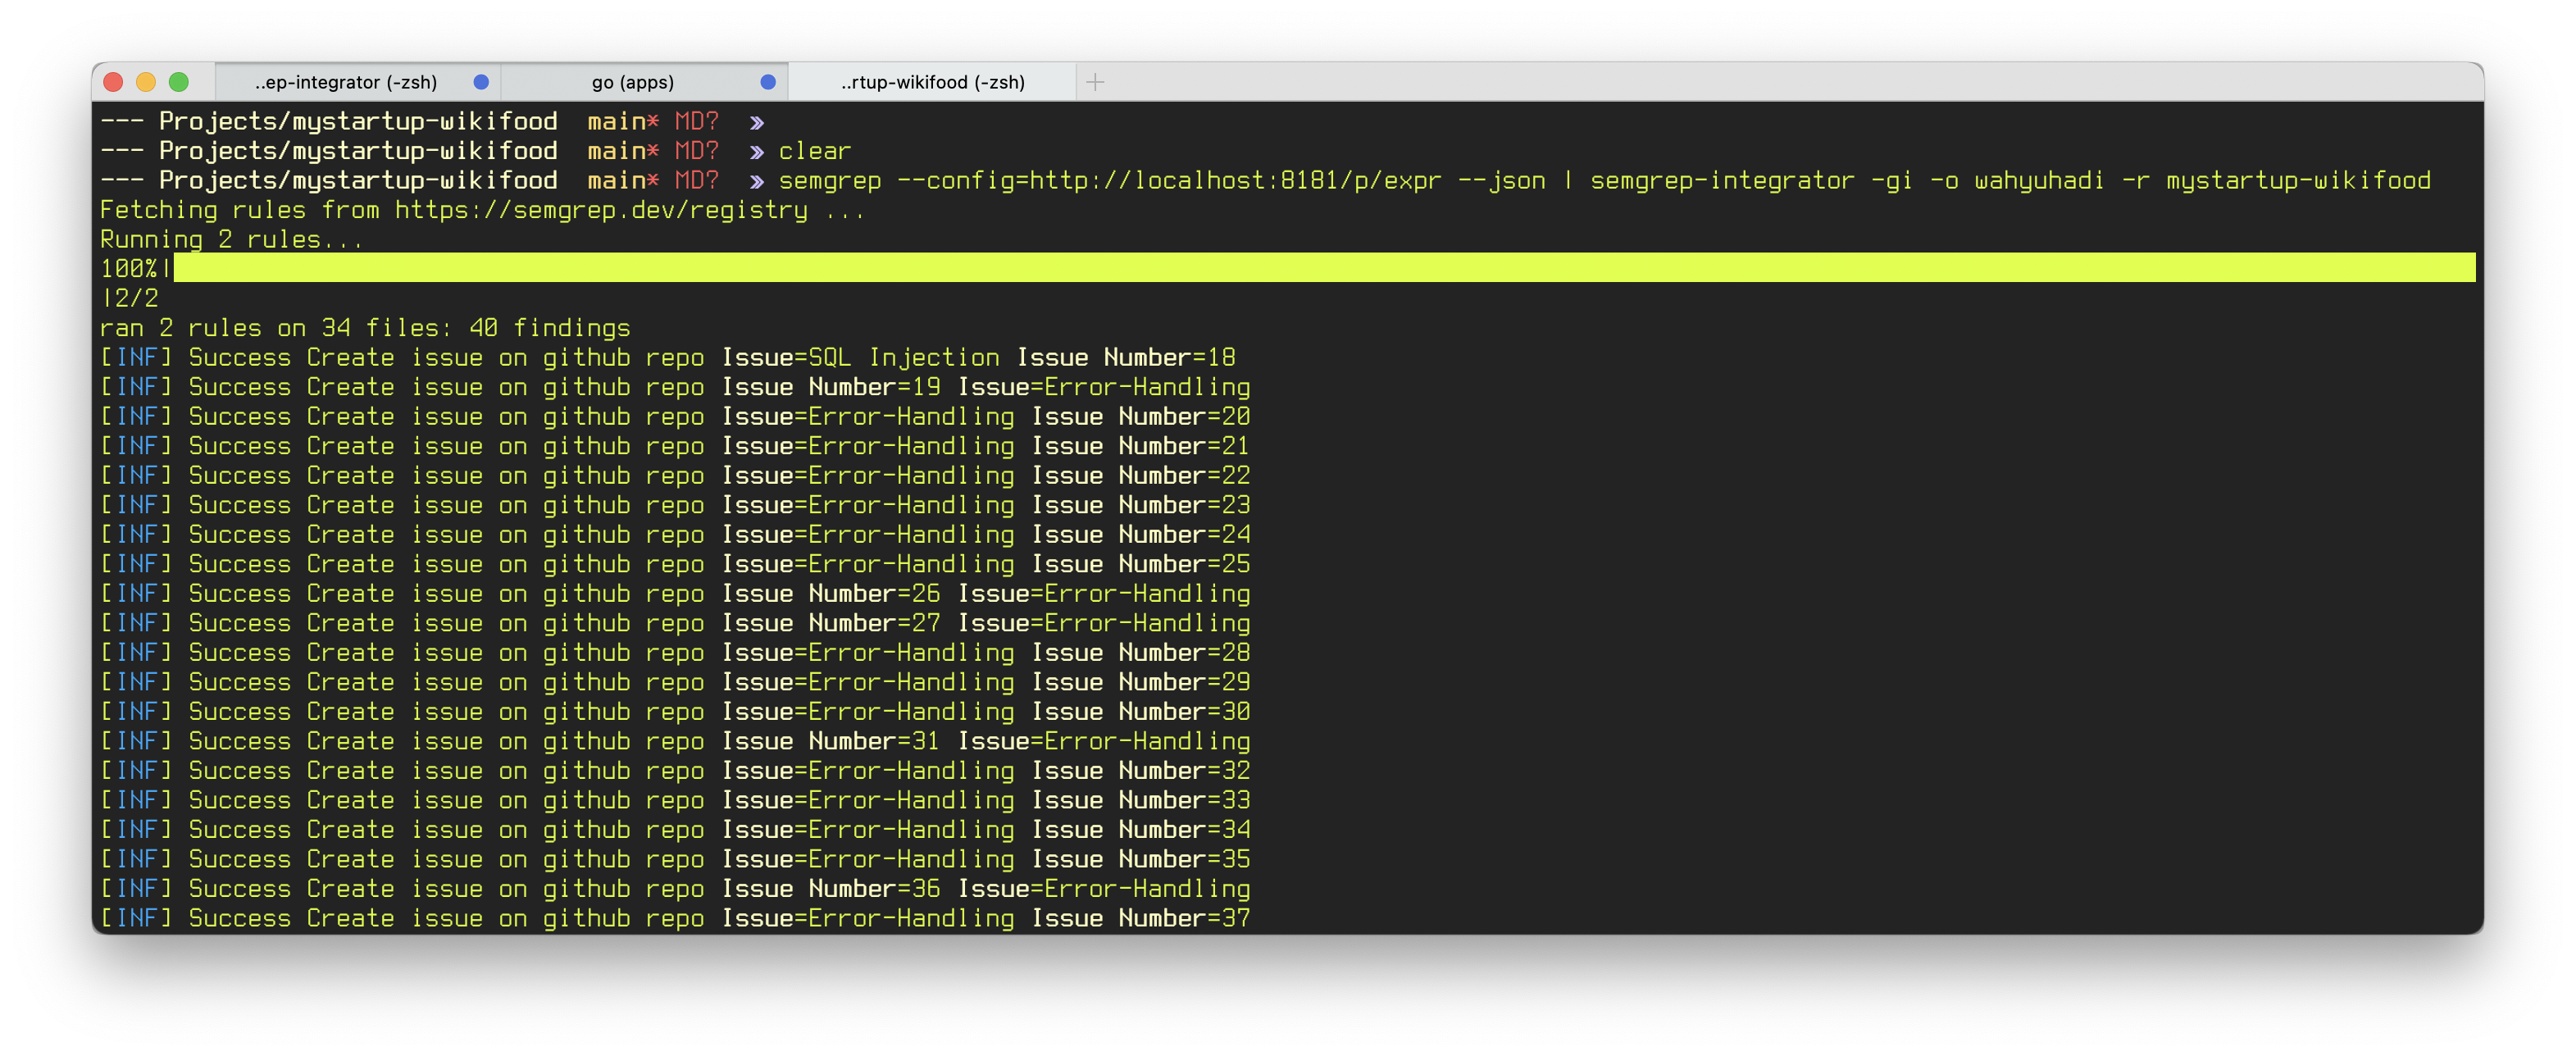 ..ep-integrator (-zsh) go (apps) ..rtup-wikifood (-zsh) +
--- Projects/mystartup-wikifood main* MD? »
--- Projects/mystartup-wikifood main* MD? » clear
--- Projects/mystartup-wikifood main* MD? » semgrep --config=http://localhost:8181/p/expr --json | semgrep-integrator -gi -o wahyuhadi -r mystartup-wikifood
Fetching rules from https://semgrep.dev/registry ...
Running 2 rules...
100%|
|2/2
ran 2 rules on 34 files: 40 findings
[INF] Success Create issue on github repo Issue=SQL Injection Issue Number=18
[INF] Success Create issue on github repo Issue Number=19 Issue=Error-Handling
[INF] Success Create issue on github repo Issue=Error-Handling Issue Number=20
[INF] Success Create issue on github repo Issue=Error-Handling Issue Number=21
[INF] Success Create issue on github repo Issue=Error-Handling Issue Number=22
[INF] Success Create issue on github repo Issue=Error-Handling Issue Number=23
[INF] Success Create issue on github repo Issue=Error-Handling Issue Number=24
[INF] Success Create issue on github repo Issue=Error-Handling Issue Number=25
[INF] Success Create issue on github repo Issue Number=26 Issue=Error-Handling
[INF] Success Create issue on github repo Issue Number=27 Issue=Error-Handling
[INF] Success Create issue on github repo Issue=Error-Handling Issue Number=28
[INF] Success Create issue on github repo Issue=Error-Handling Issue Number=29
[INF] Success Create issue on github repo Issue=Error-Handling Issue Number=30
[INF] Success Create issue on github repo Issue Number=31 Issue=Error-Handling
[INF] Success Create issue on github repo Issue=Error-Handling Issue Number=32
[INF] Success Create issue on github repo Issue=Error-Handling Issue Number=33
[INF] Success Create issue on github repo Issue=Error-Handling Issue Number=34
[INF] Success Create issue on github repo Issue=Error-Handling Issue Number=35
[INF] Success Create issue on github repo Issue Number=36 Issue=Error-Handling
[INF] Success Create issue on github repo Issue=Error-Handling Issue Number=37